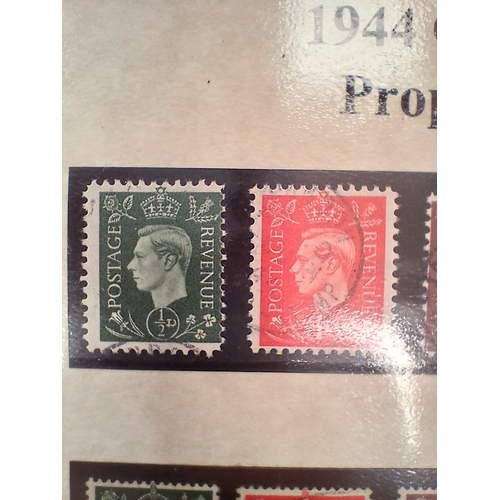 1944
Prop
POSTAGE
REVENUE
½D
POSTAGE
REVENUE